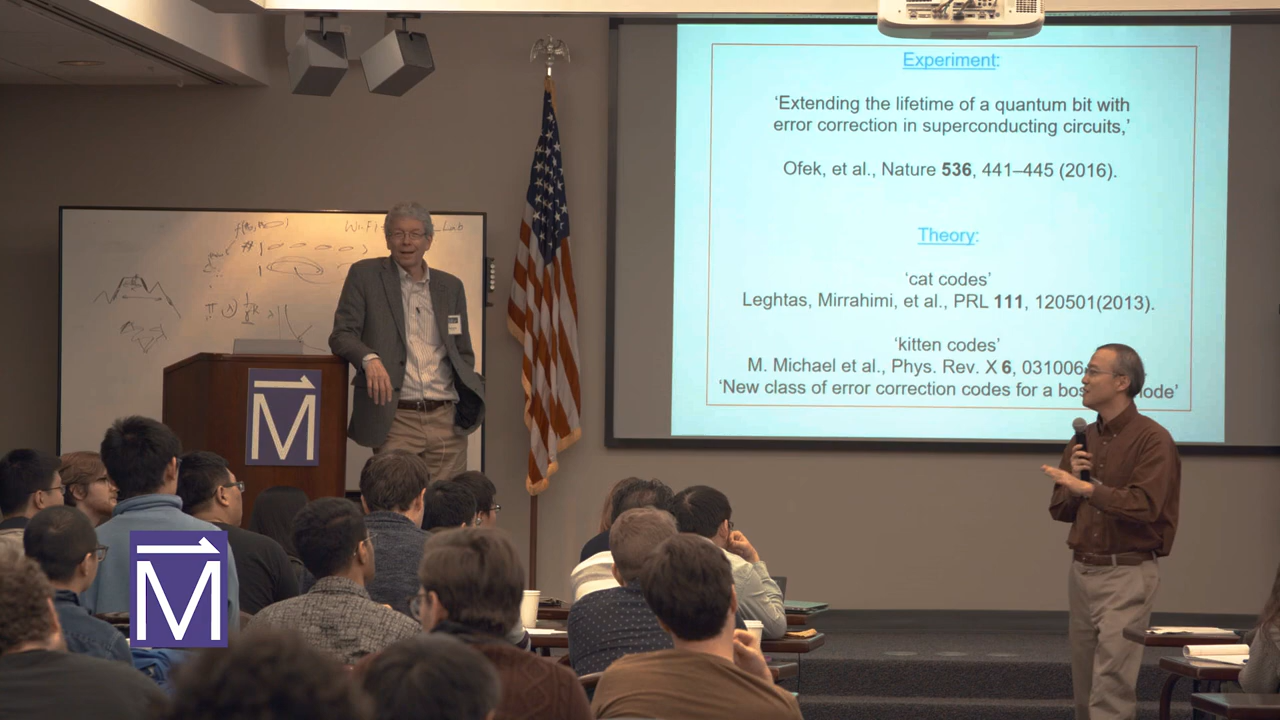 Experiment:
‘Extending the lifetime of a quantum bit with
error correction in superconducting circuits,’
Ofek, et al., Nature 536, 441–445 (2016).
Theory:
‘cat codes’
Leghtas, Mirrahimi, et al., PRL 111, 120501(2013).
‘kitten codes’
M. Michael et al., Phys. Rev. X 6, 031006
‘New class of error correction codes for a
Lab
M
M